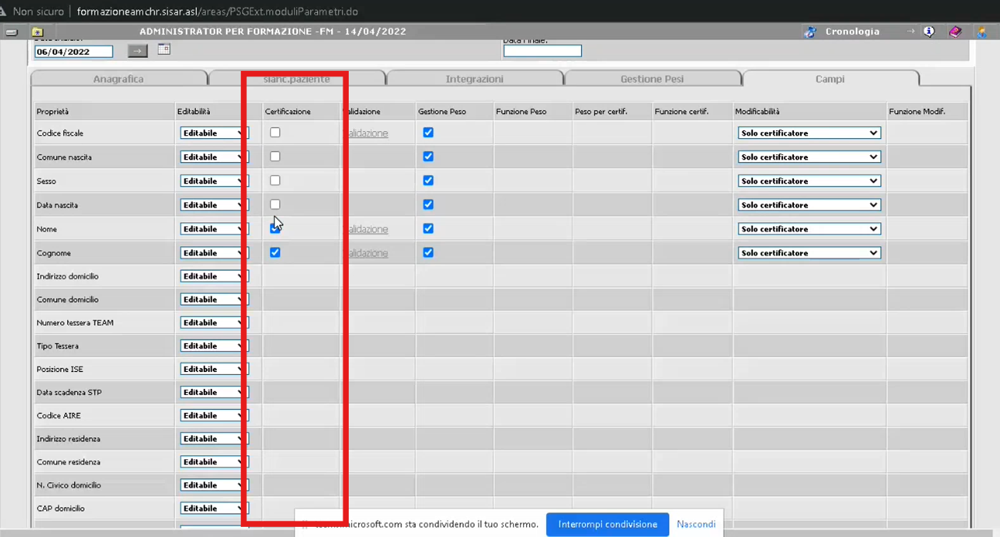 Non sicuro | formazioneamchr.sisar.asl/areas/PSGExt.moduliParametri.do
ADMINISTRATOR PER FORMAZIONE -FM - 14/04/2022 Cronologia
06/04/2022
Anagrafica sianc.paziente Integrazioni Gestione Pesi Campi
Proprietà Editabilità Certificazione alidazione Gestione Peso Funzione Peso Peso per certif. Funzione certif. Modificabilità Funzione Modif.
Codice fiscale Editabile alidazione Solo certificatore
Comune nascita Editabile Solo certificatore
Sesso Editabile Solo certificatore
Data nascita Editabile Solo certificatore
Nome Editabile alidazione Solo certificatore
Cognome Editabile alidazione Solo certificatore
Indirizzo domicilio Editabile
Comune domicilio Editabile
Numero tessera TEAM Editabile
Tipo Tessera Editabile
Posizione ISE Editabile
Data scadenza STP Editabile
Codice AIRE Editabile
Indirizzo residenza Editabile
Comune residenza Editabile
N. Civico domicilio Editabile
CAP domicilio Editabile
microsoft.com sta condividendo il tuo schermo. Interrompi condivisione Nascondi